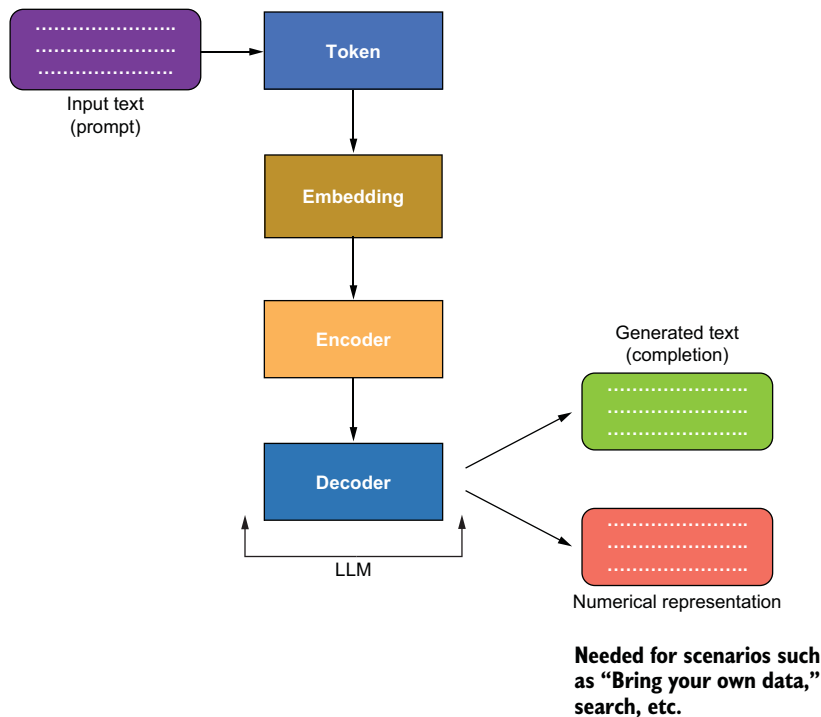 Token
Input text
(prompt)
Embedding
Encoder
Generated text
(completion)
Decoder
LLM
Numerical representation
Needed for scenarios such
as “Bring your own data,”
search, etc.